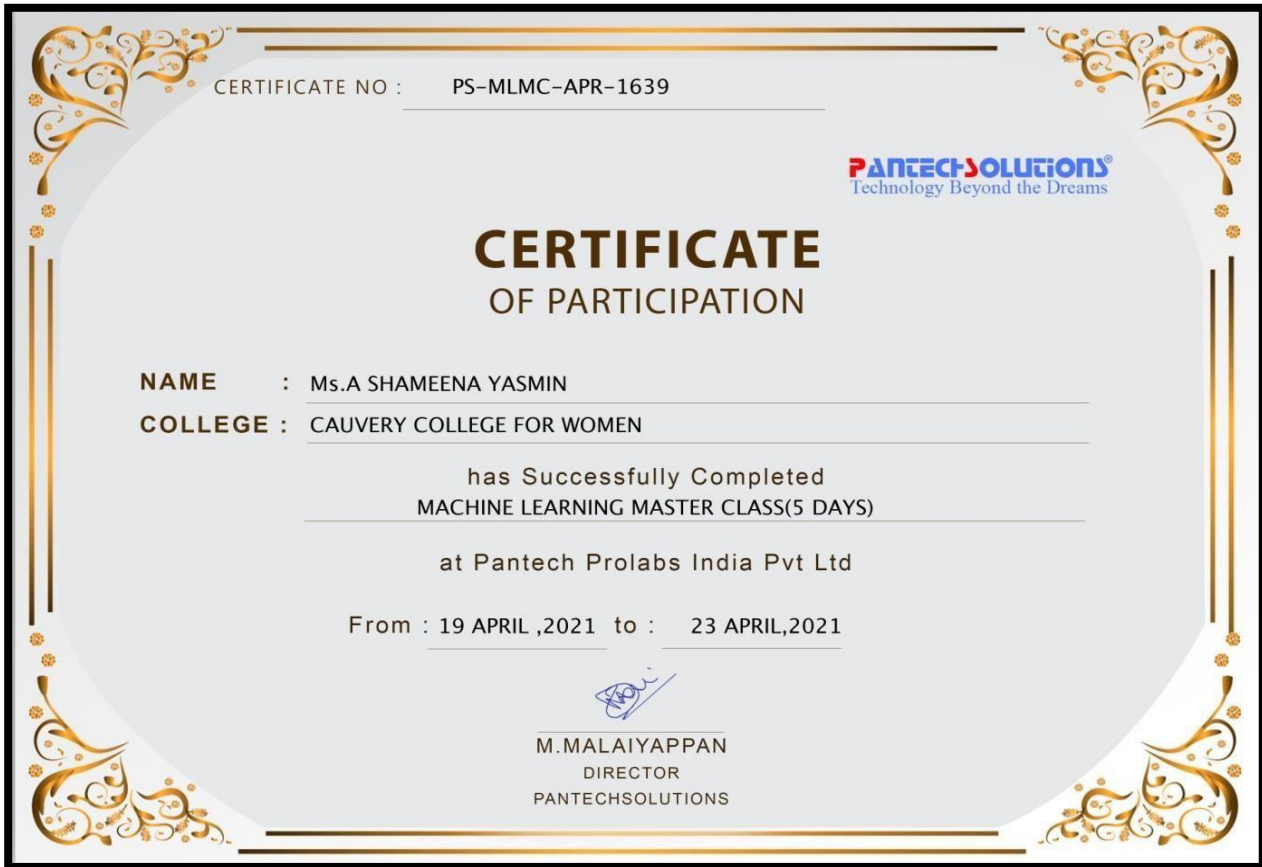 CERTIFICATE NO : PS-MLMC-APR-1639
PANTECHSOLUTIONS®
Technology Beyond the Dreams
CERTIFICATE
OF PARTICIPATION
NAME : Ms.A SHAMEENA YASMIN
COLLEGE : CAUVERY COLLEGE FOR WOMEN
has Successfully Completed
MACHINE LEARNING MASTER CLASS(5 DAYS)
at Pantech Prolabs India Pvt Ltd
From : 19 APRIL ,2021 to : 23 APRIL,2021
M.MALAIYAPPAN
DIRECTOR
PANTECHSOLUTIONS